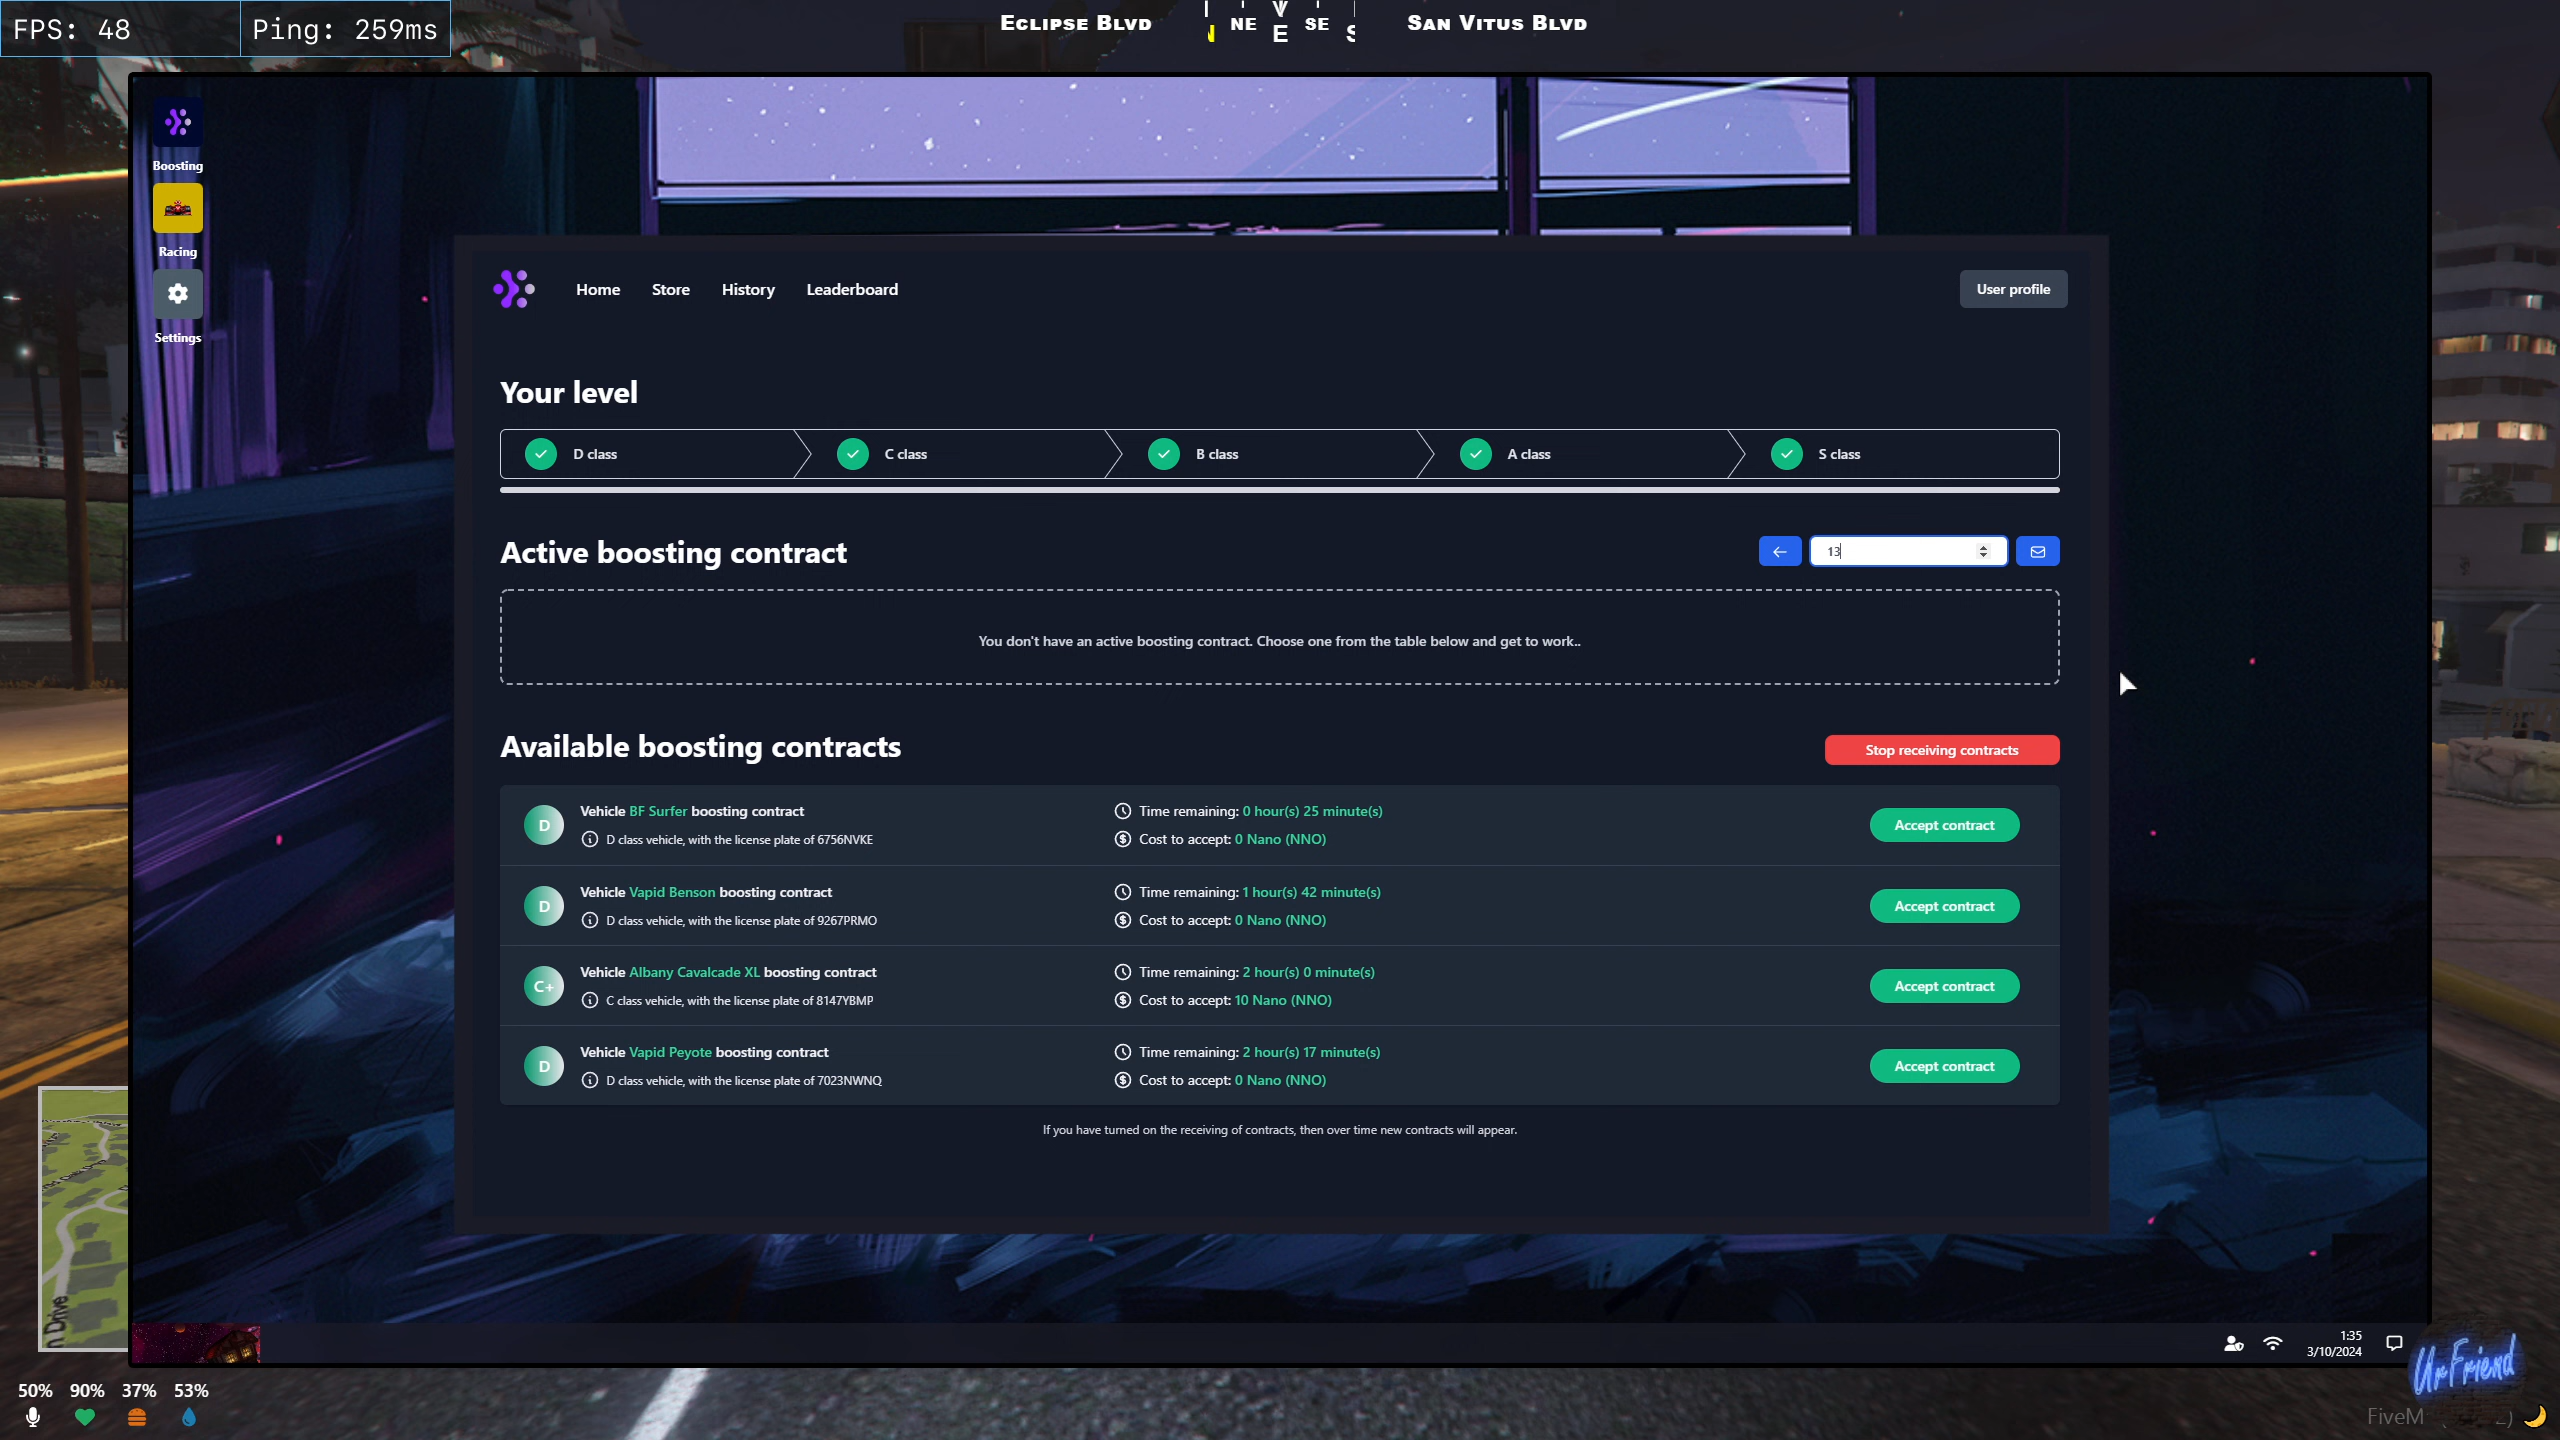 FPS: 48
Ping: 259ms
Eclipse Blvd
N NE E SE S
San Vitus Blvd
Boosting
Racing
Settings
Home
Store
History
Leaderboard
User profile
Your level
D class
C class
B class
A class
S class
Active boosting contract
13
You don't have an active boosting contract. Choose one from the table below and get to work..
Available boosting contracts
Stop receiving contracts
D
Vehicle BF Surfer boosting contract
D class vehicle, with the license plate of 6756NVKE
Time remaining: 0 hour(s) 25 minute(s)
Cost to accept: 0 Nano (NNO)
Accept contract
D
Vehicle Vapid Benson boosting contract
D class vehicle, with the license plate of 9267PRMO
Time remaining: 1 hour(s) 42 minute(s)
Cost to accept: 0 Nano (NNO)
Accept contract
C+
Vehicle Albany Cavalcade XL boosting contract
C class vehicle, with the license plate of 8147YBMP
Time remaining: 2 hour(s) 0 minute(s)
Cost to accept: 10 Nano (NNO)
Accept contract
D
Vehicle Vapid Peyote boosting contract
D class vehicle, with the license plate of 7023NWNQ
Time remaining: 2 hour(s) 17 minute(s)
Cost to accept: 0 Nano (NNO)
Accept contract
If you have turned on the receiving of contracts, then over time new contracts will appear.
n Drive
1:35
3/10/2024
UrFriend
50% 90% 37% 53%
FiveM